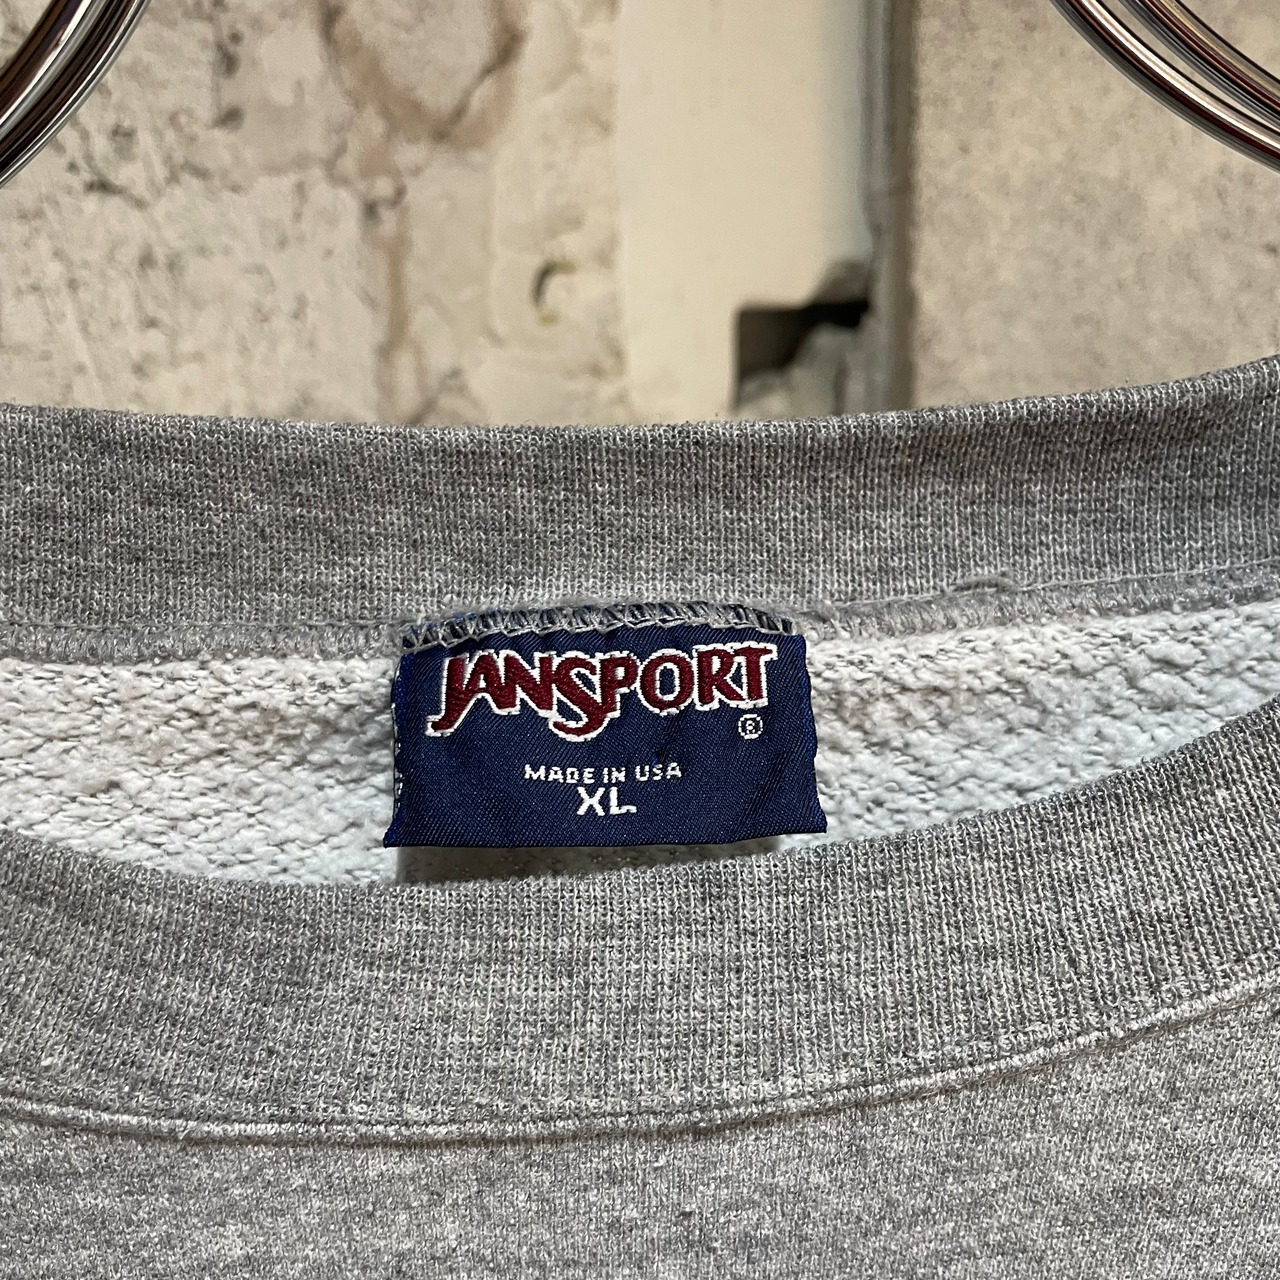 JANSPORT
®
MADE IN USA
XL